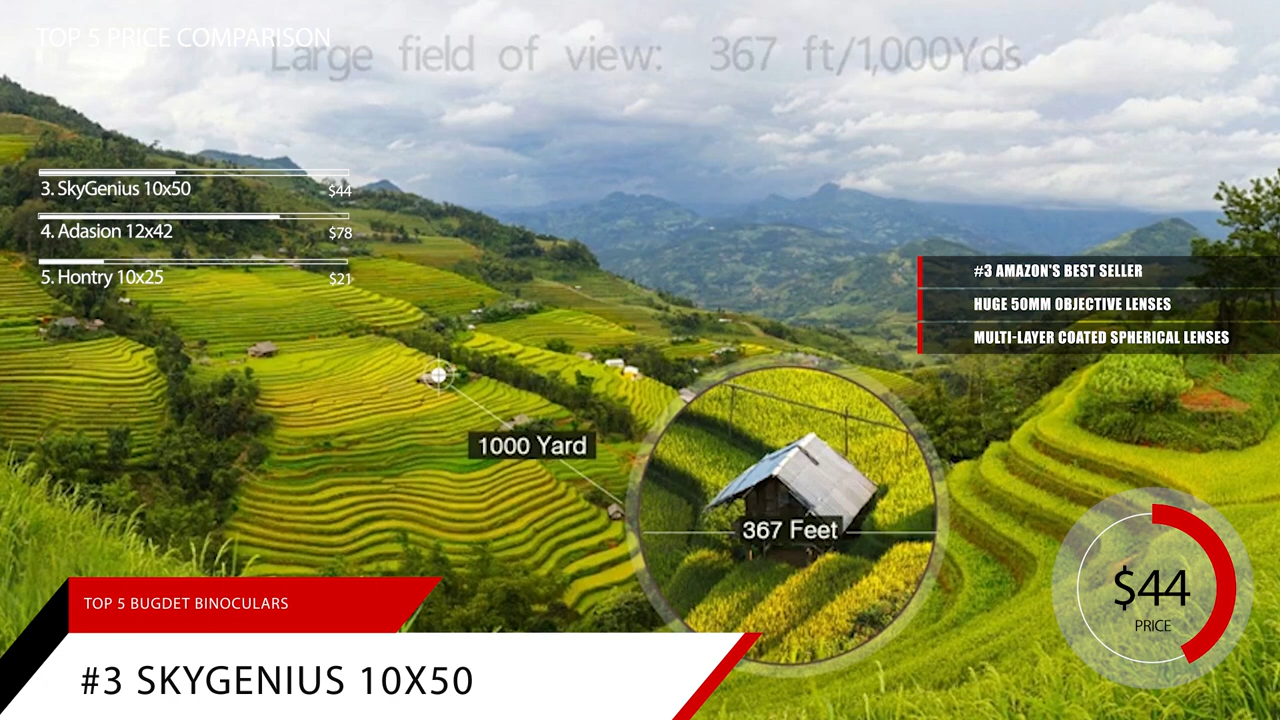 TOP 5 PRICE COMPARISON
Large field of view: 367 ft/1,000Yds
3. SkyGenius 10x50 $44
4. Adasion 12x42 $78
5. Hontry 10x25 $21
#3 AMAZON'S BEST SELLER
HUGE 50MM OBJECTIVE LENSES
MULTI-LAYER COATED SPHERICAL LENSES
1000 Yard
367 Feet
$44
PRICE
TOP 5 BUGDET BINOCULARS
#3 SKYGENIUS 10X50